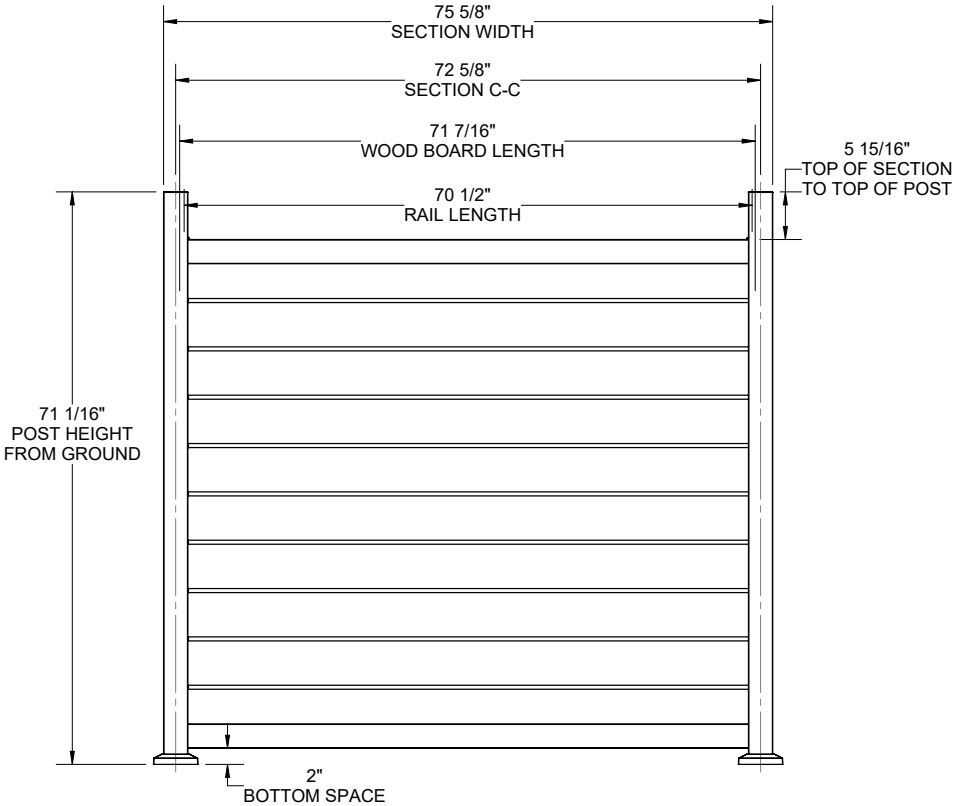 75 5/8"
SECTION WIDTH
72 5/8"
SECTION C-C
71 7/16"
WOOD BOARD LENGTH
5 15/16"
TOP OF SECTION
TO TOP OF POST
70 1/2"
RAIL LENGTH
71 1/16"
POST HEIGHT
FROM GROUND
2"
BOTTOM SPACE